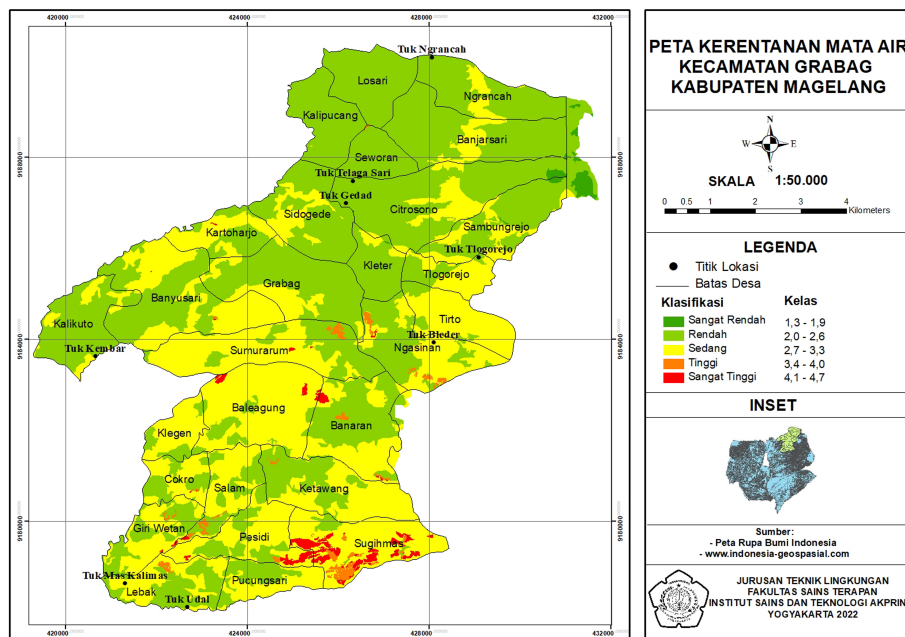 420000
424000
428000
432000
9188000
9184000
9180000
Tuk Ngrancah
Losari
Ngrancah
Kalipucang
Banjarsari
Seworan
Tuk Telaga Sari
Tuk Gedad
Citrosono
Sidogede
Sambungrejo
Kartoharjo
Tuk Tlogorejo
Kleter
Tlogorejo
Grabag
Banyusari
Tirto
Kalikuto
Tuk Bleder
Tuk Kembar
Ngasinan
Sumurarum
Baleagung
Banaran
Klegen
Cokro
Salam
Ketawang
Giri Wetan
Pesidi
Sugihmas
Tuk Mas Kalimas
Pucungsari
Lebak
Tuk Udal
9188000
9184000
9180000
420000
424000
428000
432000
PETA KERENTANAN MATA AIR
KECAMATAN GRABAG
KABUPATEN MAGELANG
N
W E
S
SKALA 1:50.000
0 0.5 1 2 3 4
Kilometers
LEGENDA
Titik Lokasi
Batas Desa
Klasifikasi Kelas
Sangat Rendah 1,3 - 1,9
Rendah 2,0 - 2,6
Sedang 2,7 - 3,3
Tinggi 3,4 - 4,0
Sangat Tinggi 4,1 - 4,7
INSET
Sumber:
- Peta Rupa Bumi Indonesia
- www.indonesia-geospasial.com
JURUSAN TEKNIK LINGKUNGAN
FAKULTAS SAINS TERAPAN
INSTITUT SAINS DAN TEKNOLOGI AKPRIN
YOGYAKARTA 2022